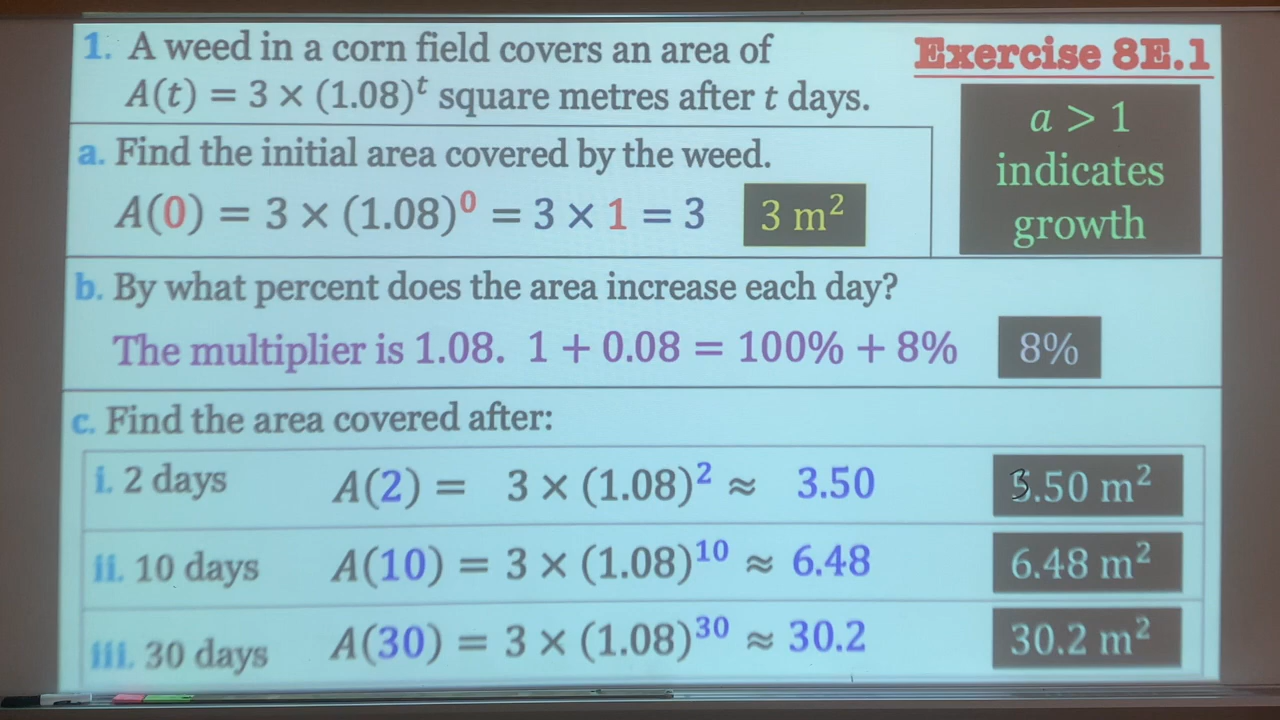 1. A weed in a corn field covers an area of
A(t) = 3 × (1.08)ᵗ square metres after t days.
Exercise 8E.1
a > 1
indicates
growth
a. Find the initial area covered by the weed.
A(0) = 3 × (1.08)⁰ = 3 × 1 = 3
3 m²
b. By what percent does the area increase each day?
The multiplier is 1.08. 1 + 0.08 = 100% + 8%
8%
c. Find the area covered after:
i. 2 days A(2) = 3 × (1.08)² ≈ 3.50 3.50 m²
ii. 10 days A(10) = 3 × (1.08)¹⁰ ≈ 6.48 6.48 m²
iii. 30 days A(30) = 3 × (1.08)³⁰ ≈ 30.2 30.2 m²